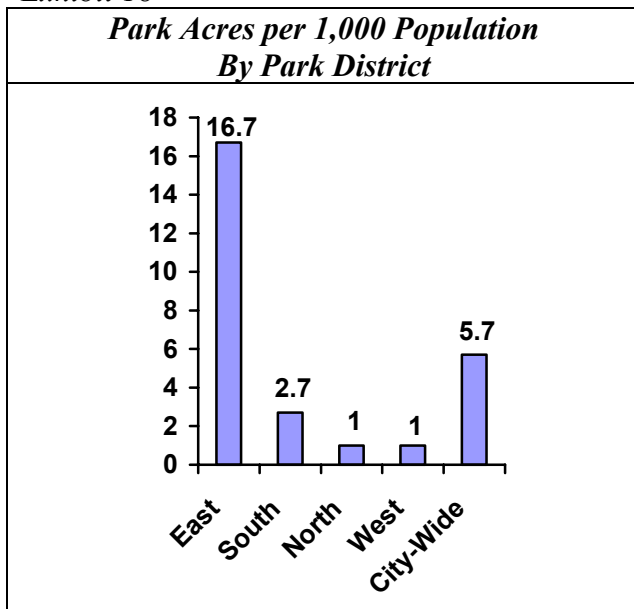 Park Acres per 1,000 Population
By Park District
18
16
14
12
10
8
6
4
2
0
16.7
2.7
1
1
5.7
East
South
North
West
City-Wide